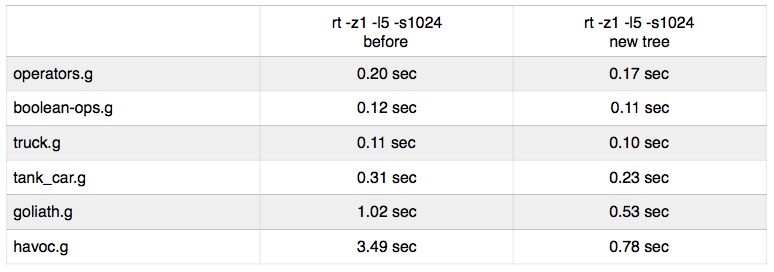 rt -z1 -l5 -s1024 rt -z1 -l5 -s1024
before new tree
operators.g 0.20 sec 0.17 sec
boolean-ops.g 0.12 sec 0.11 sec
truck.g 0.11 sec 0.10 sec
tank_car.g 0.31 sec 0.23 sec
goliath.g 1.02 sec 0.53 sec
havoc.g 3.49 sec 0.78 sec